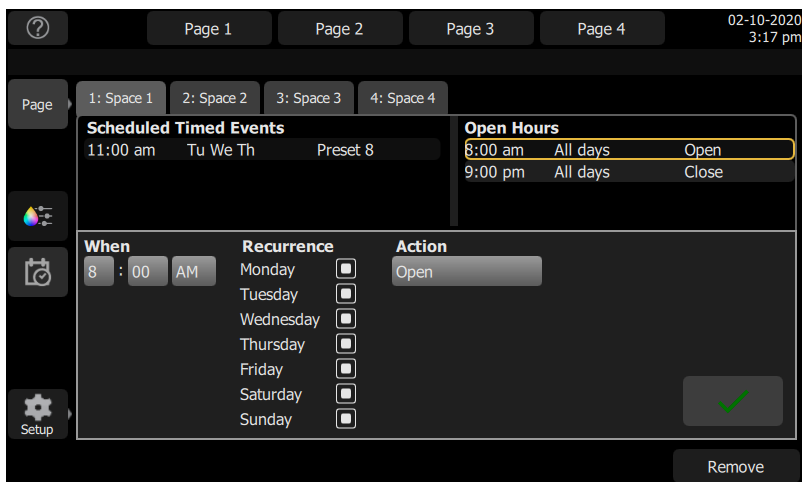 Page 1 Page 2 Page 3 Page 4 02-10-2020
3:17 pm
Page 1: Space 1 2: Space 2 3: Space 3 4: Space 4
Scheduled Timed Events
11:00 am Tu We Th Preset 8
Open Hours
8:00 am All days Open
9:00 pm All days Close
When
8 : 00 AM
Recurrence
Monday
Tuesday
Wednesday
Thursday
Friday
Saturday
Sunday
Action
Open
Setup
Remove